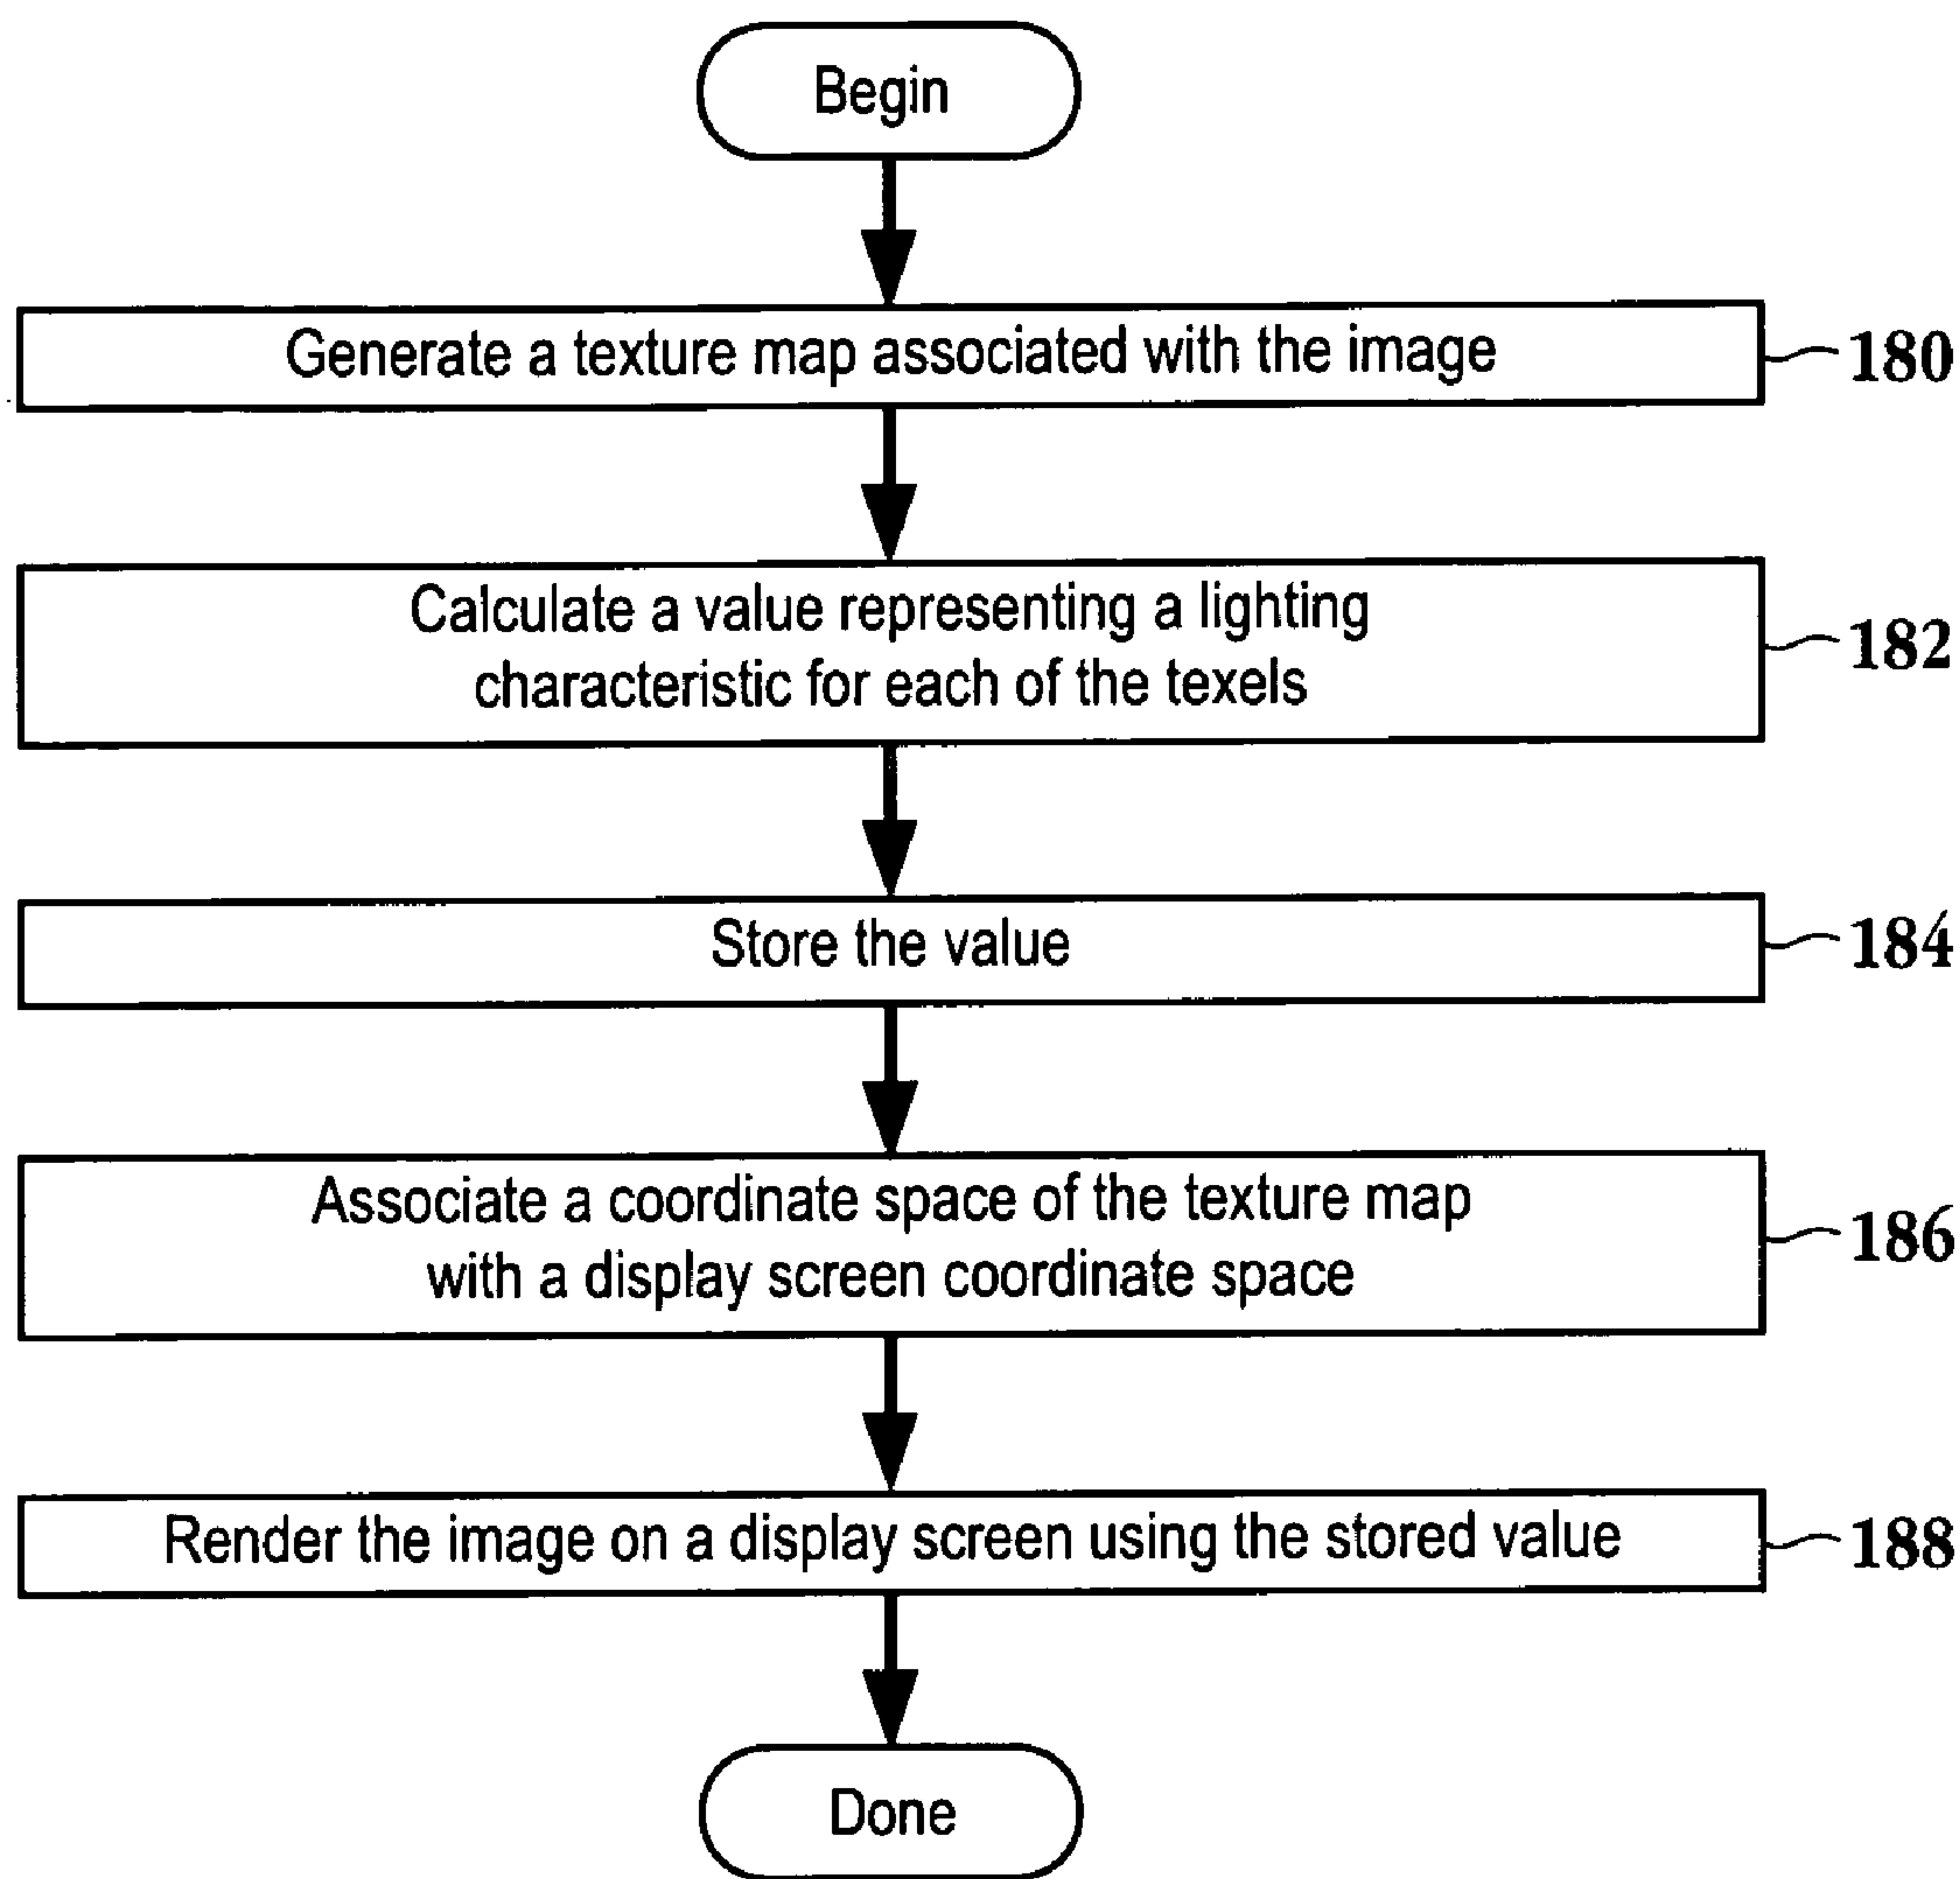 Begin
Generate a texture map associated with the image
180
Calculate a value representing a lighting
characteristic for each of the texels
182
Store the value
184
Associate a coordinate space of the texture map
with a display screen coordinate space
186
Render the image on a display screen using the stored value
188
Done